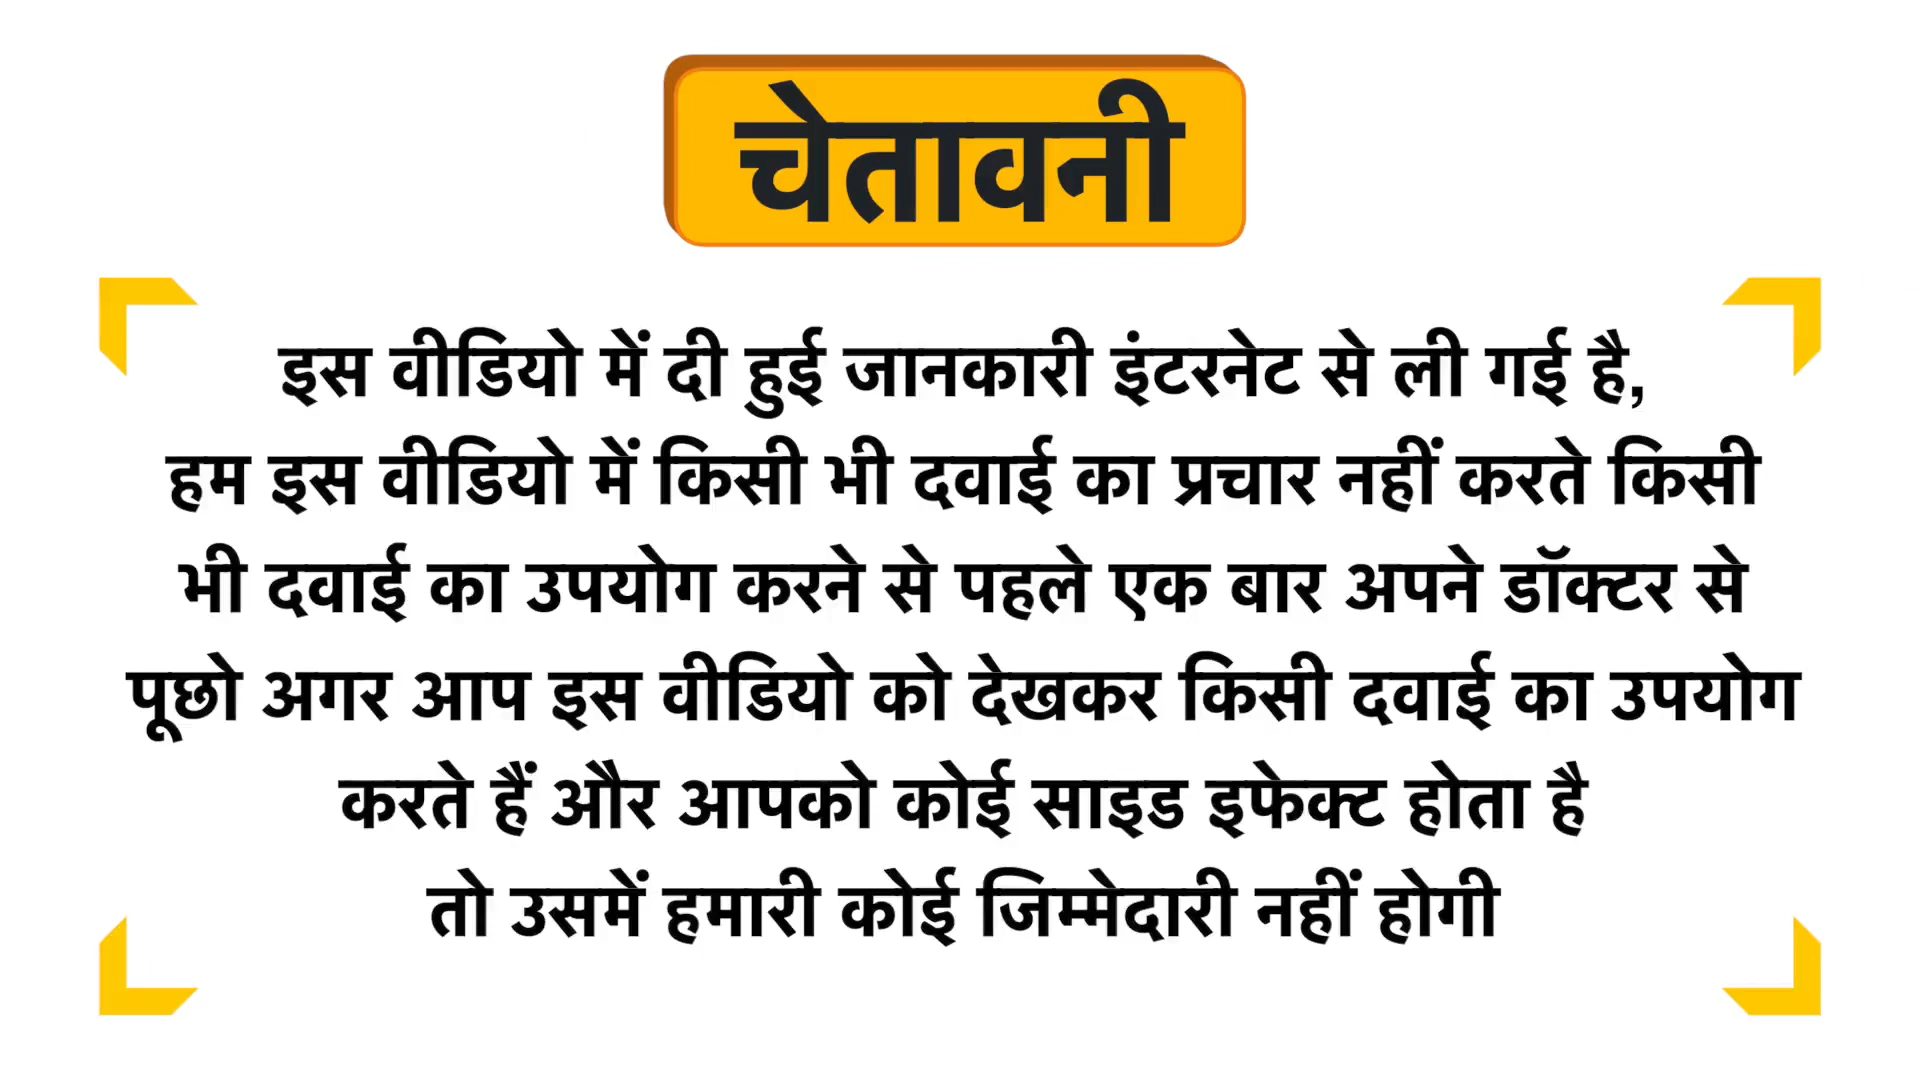 चेतावनी
इस वीडियो में दी हुई जानकारी इंटरनेट से ली गई है,
हम इस वीडियो में किसी भी दवाई का प्रचार नहीं करते किसी
भी दवाई का उपयोग करने से पहले एक बार अपने डॉक्टर से
पूछो अगर आप इस वीडियो को देखकर किसी दवाई का उपयोग
करते हैं और आपको कोई साइड इफेक्ट होता है
तो उसमें हमारी कोई जिम्मेदारी नहीं होगी